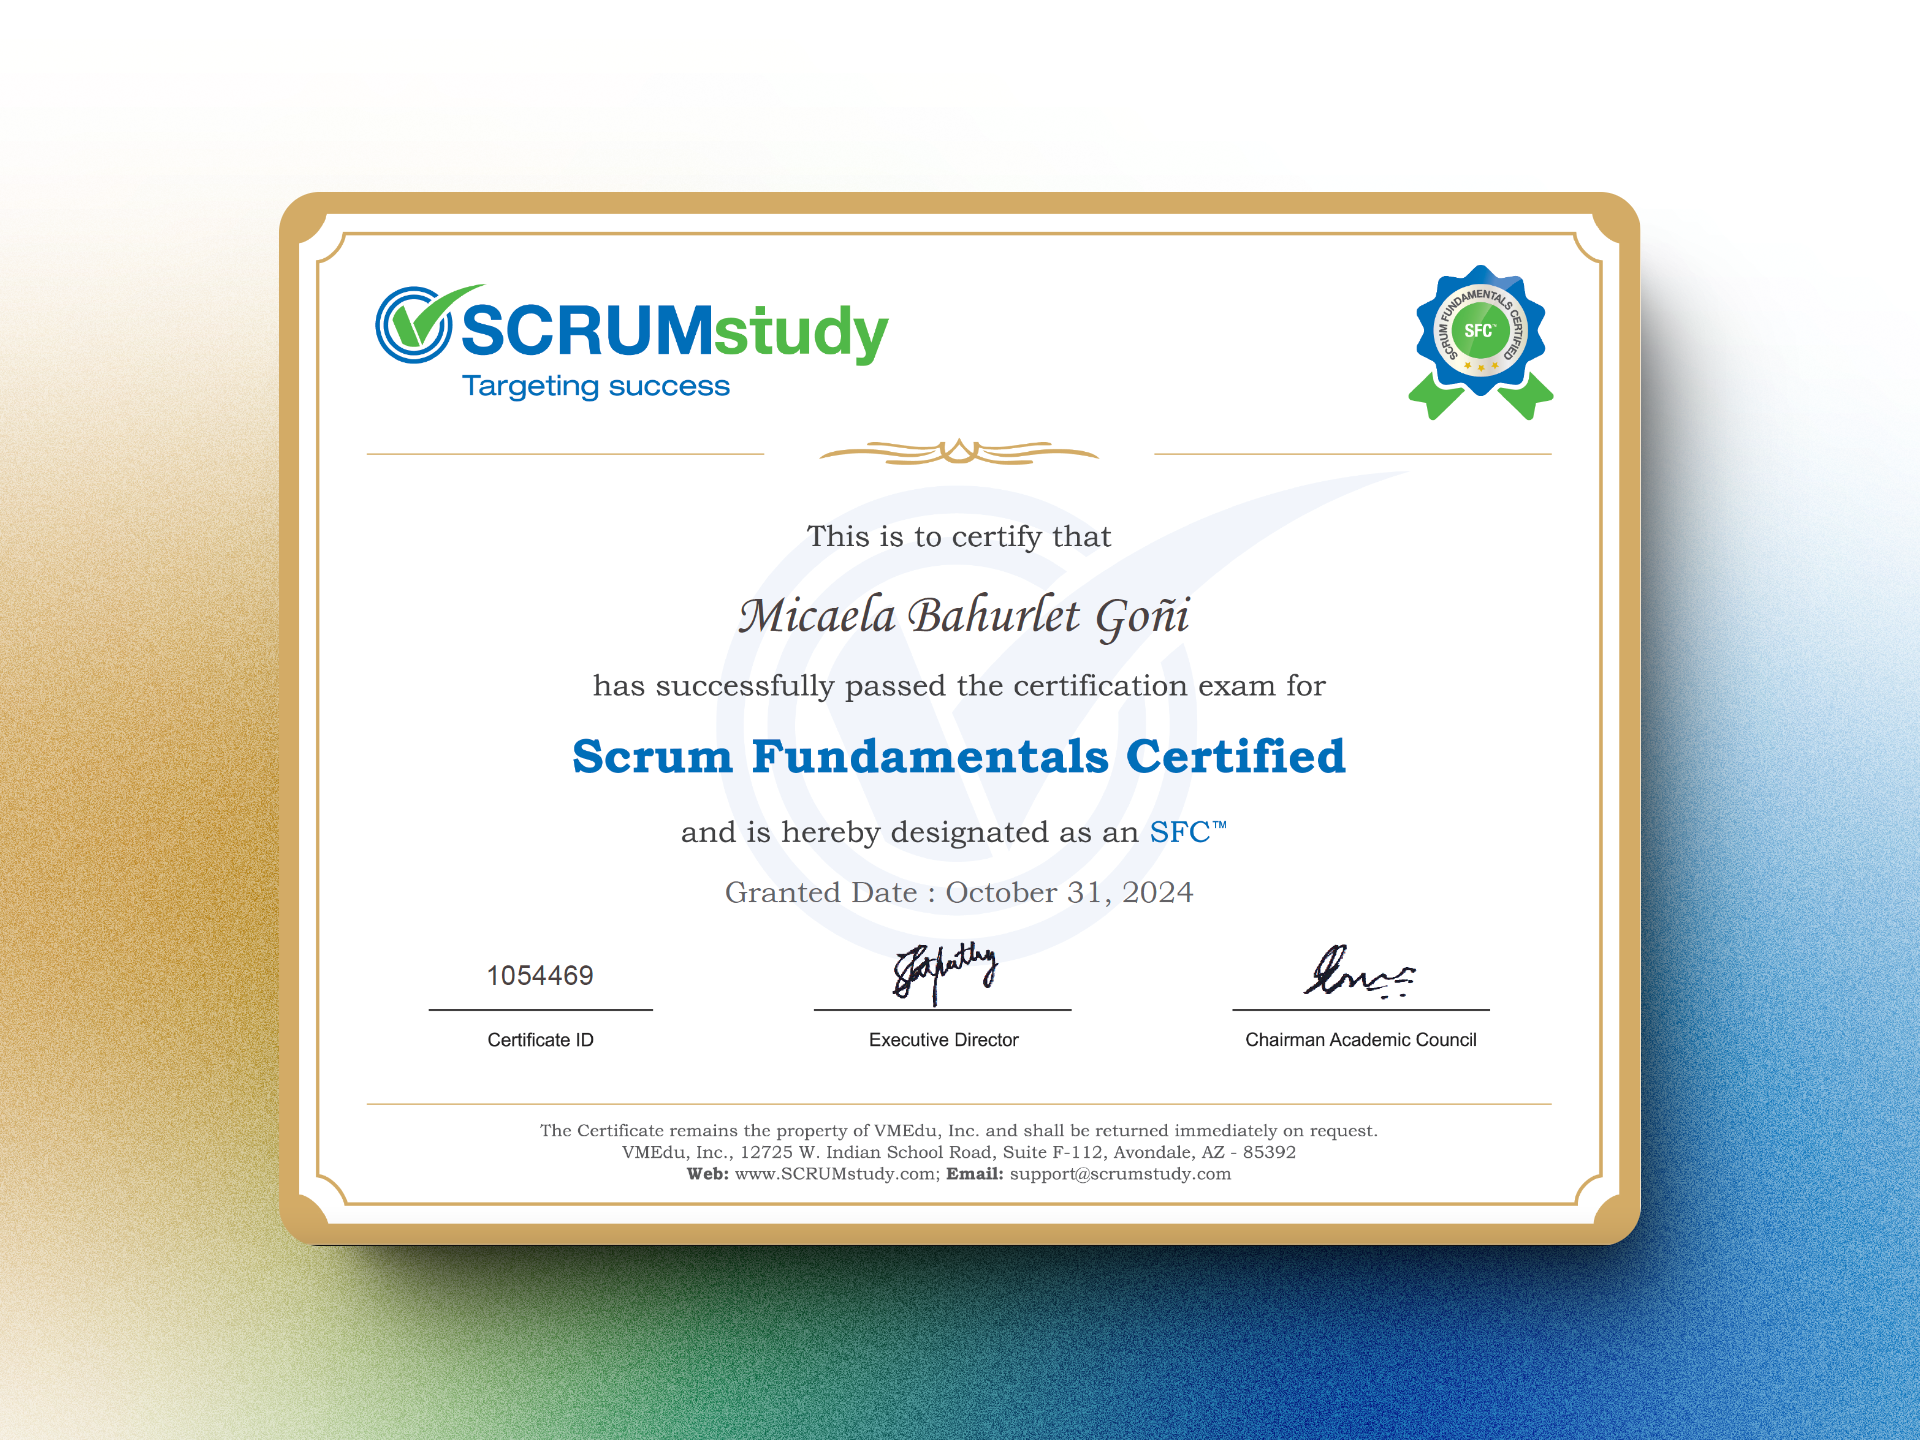 SCRUMstudy
Targeting success
SCRUM FUNDAMENTALS CERTIFIED
SFC™
This is to certify that
Micaela Bahurlet Goñi
has successfully passed the certification exam for
Scrum Fundamentals Certified
and is hereby designated as an SFC™
Granted Date : October 31, 2024
1054469
Certificate ID
Executive Director
Chairman Academic Council
The Certificate remains the property of VMEdu, Inc. and shall be returned immediately on request.
VMEdu, Inc., 12725 W. Indian School Road, Suite F-112, Avondale, AZ - 85392
Web: www.SCRUMstudy.com; Email: support@scrumstudy.com